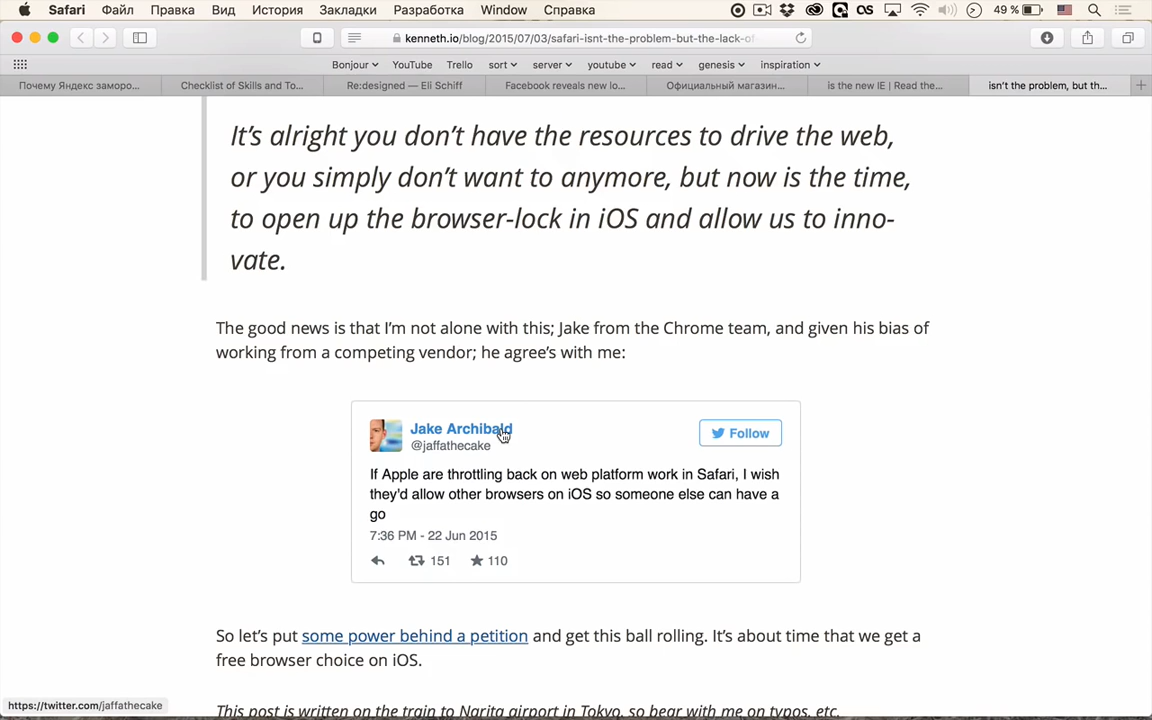 Safari Файл Правка Вид История Закладки Разработка Window Справка 49 %
kenneth.io/blog/2015/07/03/safari-isnt-the-problem-but-the-lack-of
Bonjour YouTube Trello sort server youtube read genesis inspiration
Почему Яндекс заморо... Checklist of Skills and To... Re:designed — Eli Schiff Facebook reveals new lo... Официальный магазин... is the new IE | Read the... isn't the problem, but th...
It's alright you don't have the resources to drive the web,
or you simply don't want to anymore, but now is the time,
to open up the browser-lock in iOS and allow us to inno-
vate.
The good news is that I'm not alone with this; Jake from the Chrome team, and given his bias of
working from a competing vendor; he agree's with me:
Jake Archibald
@jaffathecake
Follow
If Apple are throttling back on web platform work in Safari, I wish
they'd allow other browsers on iOS so someone else can have a
go
7:36 PM - 22 Jun 2015
151 110
So let's put some power behind a petition and get this ball rolling. It's about time that we get a
free browser choice on iOS.
https://twitter.com/jaffathecake
This post is written on the train to Narita airport in Tokyo, so bear with me on typos, etc.